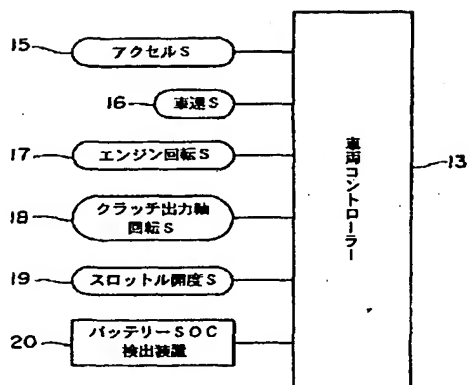 15
アクセルS
16
車速S
17
エンジン回転S
18
クラッチ出力軸
回転S
19
スロットル開度S
20
バッテリーSOC
検出装置
車両コントローラー
13